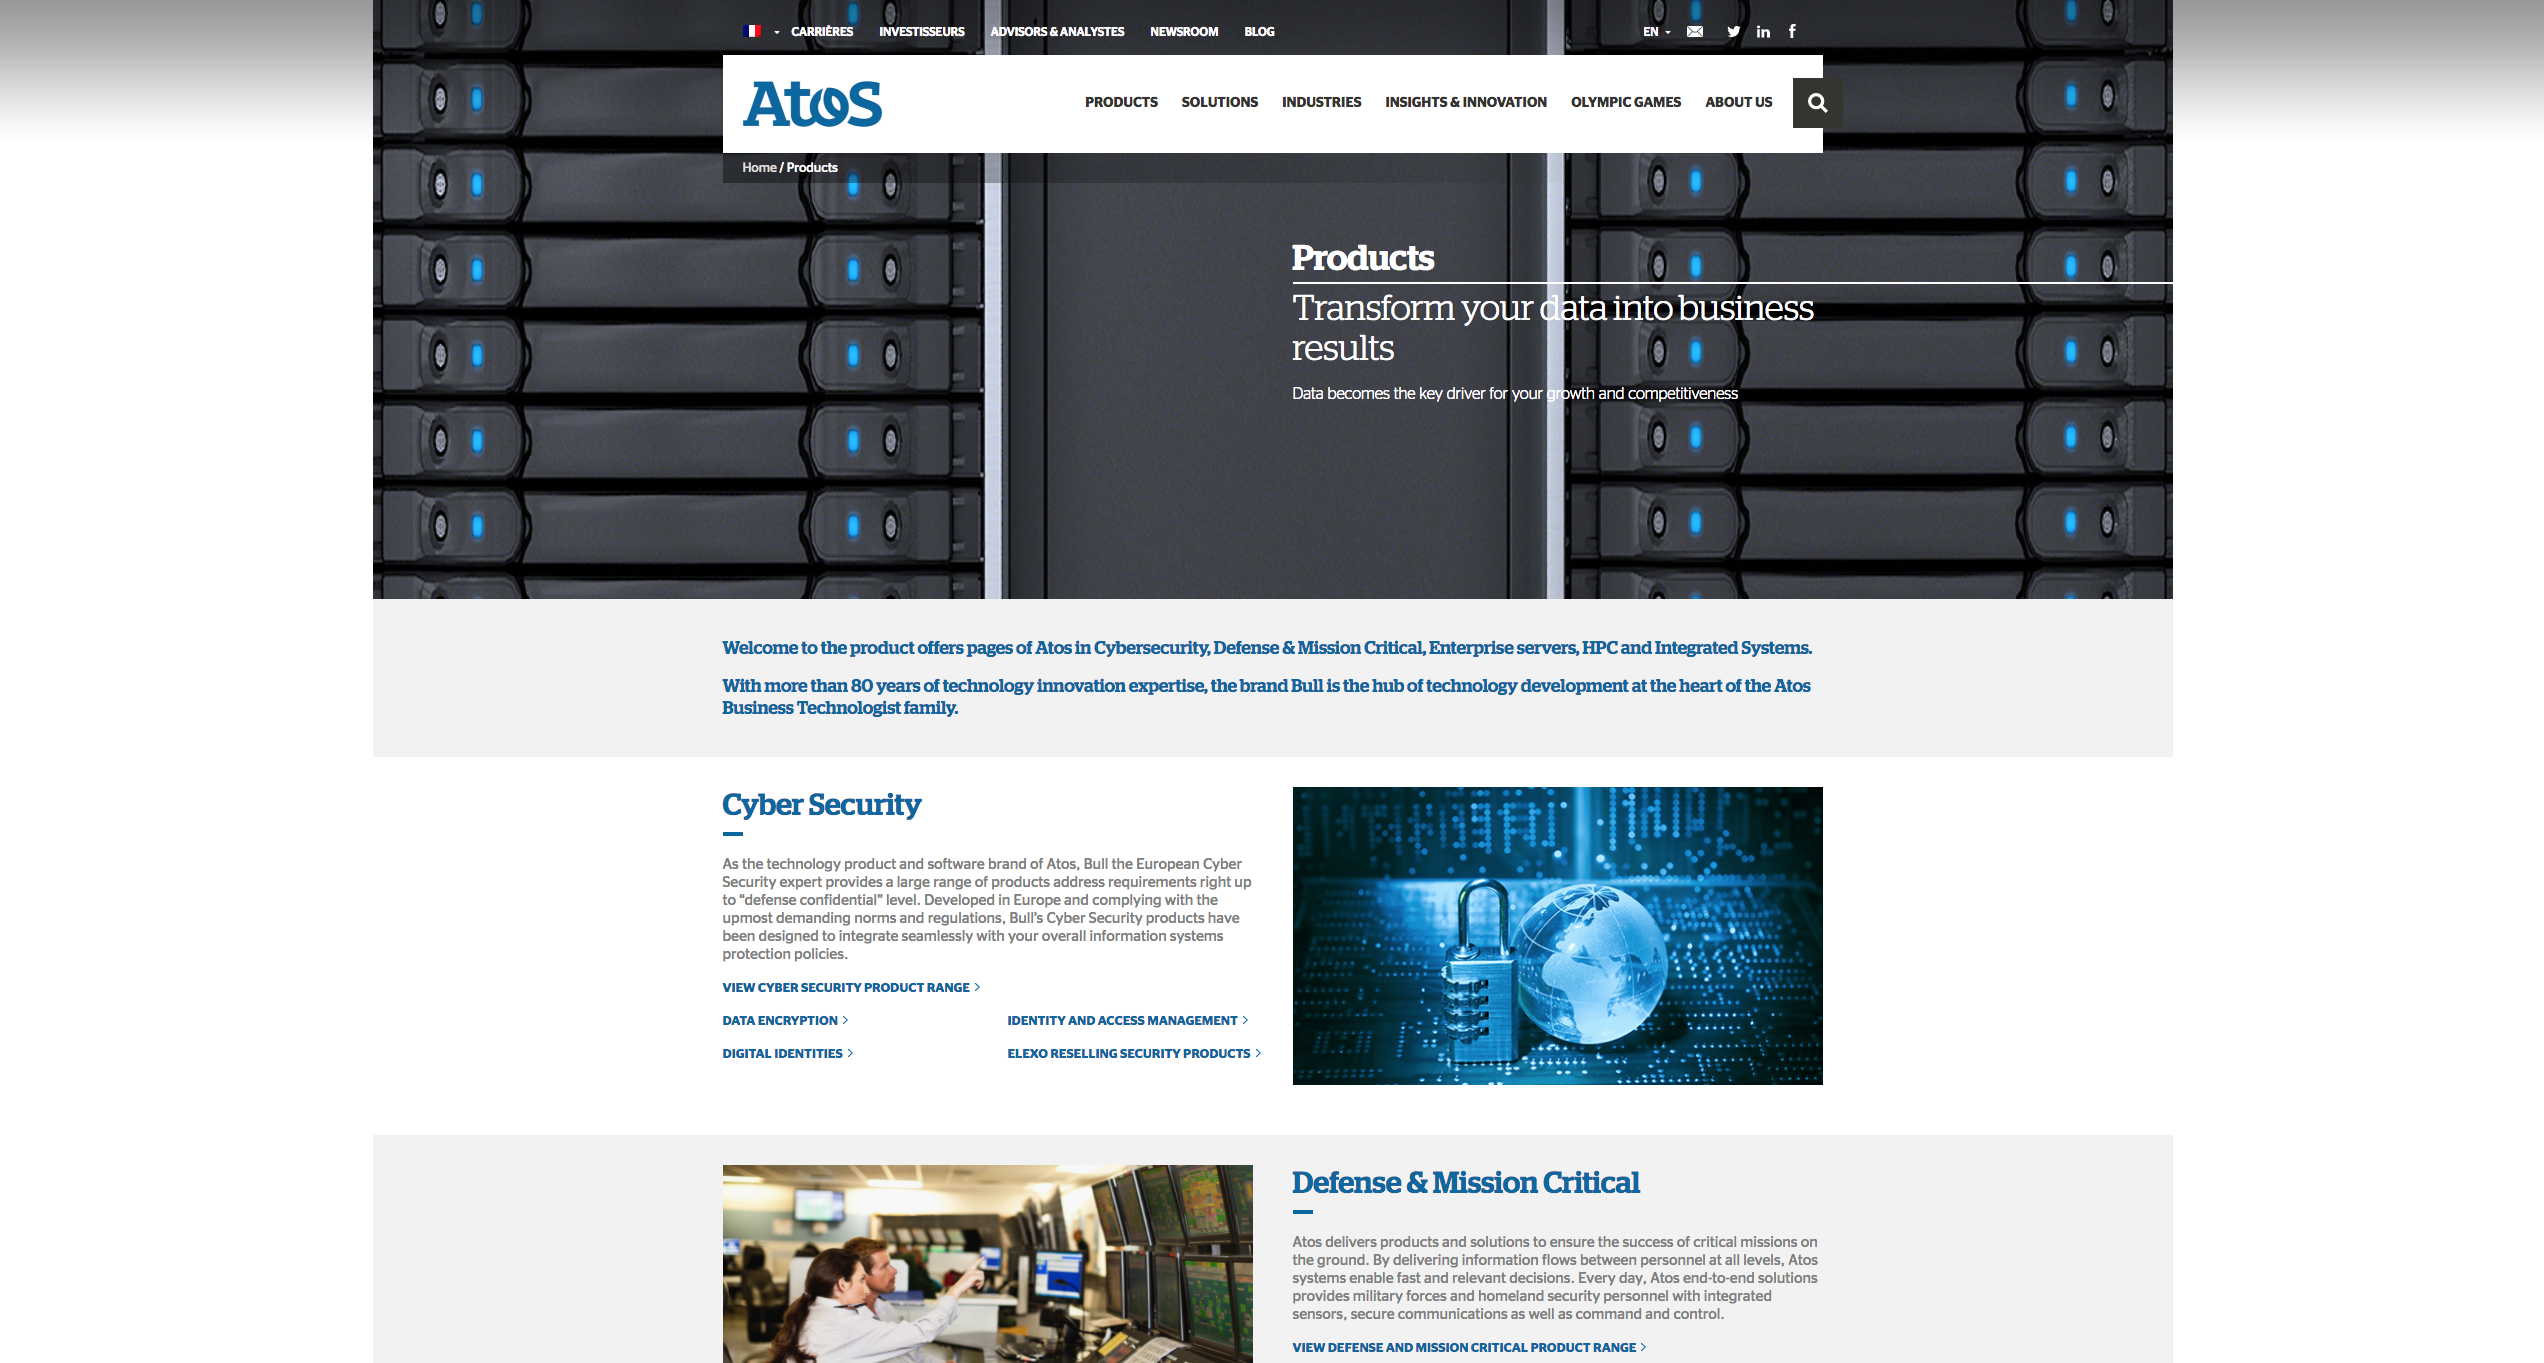 CARRIÈRES INVESTISSEURS ADVISORS & ANALYSTES NEWSROOM BLOG EN
Atos
PRODUCTS SOLUTIONS INDUSTRIES INSIGHTS & INNOVATION OLYMPIC GAMES ABOUT US
Home / Products
Products
Transform your data into business
results
Data becomes the key driver for your growth and competitiveness
Welcome to the product offers pages of Atos in Cybersecurity, Defense & Mission Critical, Enterprise servers, HPC and Integrated Systems.
With more than 80 years of technology innovation expertise, the brand Bull is the hub of technology development at the heart of the Atos
Business Technologist family.
Cyber Security
As the technology product and software brand of Atos, Bull the European Cyber
Security expert provides a large range of products address requirements right up
to "defense confidential" level. Developed in Europe and complying with the
upmost demanding norms and regulations, Bull's Cyber Security products have
been designed to integrate seamlessly with your overall information systems
protection policies.
VIEW CYBER SECURITY PRODUCT RANGE >
DATA ENCRYPTION > IDENTITY AND ACCESS MANAGEMENT >
DIGITAL IDENTITIES > ELEXO RESELLING SECURITY PRODUCTS >
Defense & Mission Critical
Atos delivers products and solutions to ensure the success of critical missions on
the ground. By delivering information flows between personnel at all levels, Atos
systems enable fast and relevant decisions. Every day, Atos end-to-end solutions
provides military forces and homeland security personnel with integrated
sensors, secure communications as well as command and control.
VIEW DEFENSE AND MISSION CRITICAL PRODUCT RANGE >